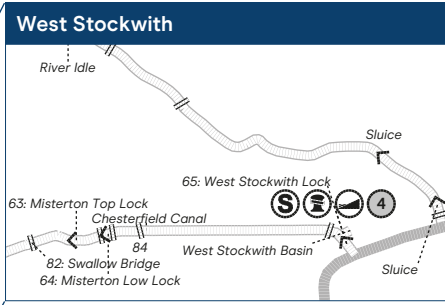 West Stockwith
River Idle
Sluice
65: West Stockwith Lock
S
4
63: Misterton Top Lock
Chesterfield Canal
84
West Stockwith Basin
82: Swallow Bridge
Sluice
64: Misterton Low Lock